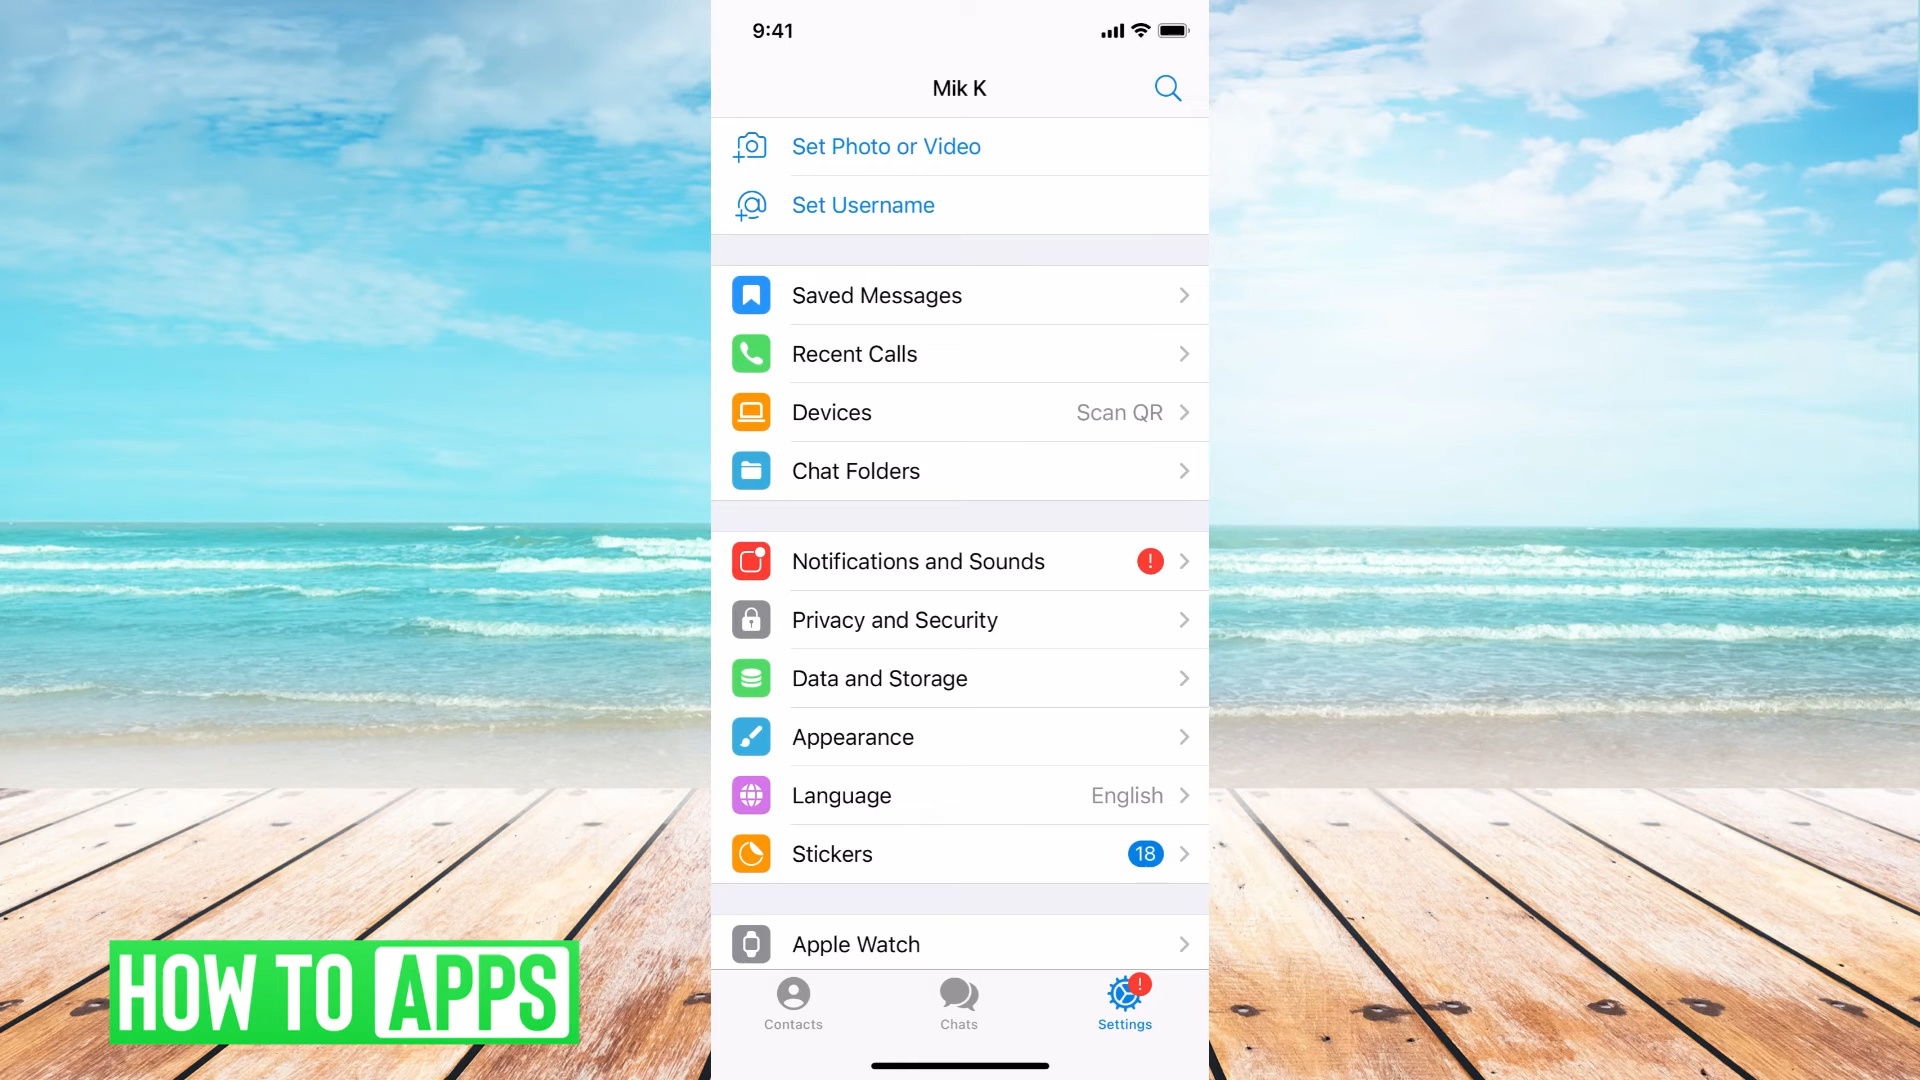 9:41
Mik K
Set Photo or Video
Set Username
Saved Messages
Recent Calls
Devices Scan QR
Chat Folders
Notifications and Sounds !
Privacy and Security
Data and Storage
Appearance
Language English
Stickers 18
Apple Watch
!
Contacts Chats Settings
HOW TO APPS